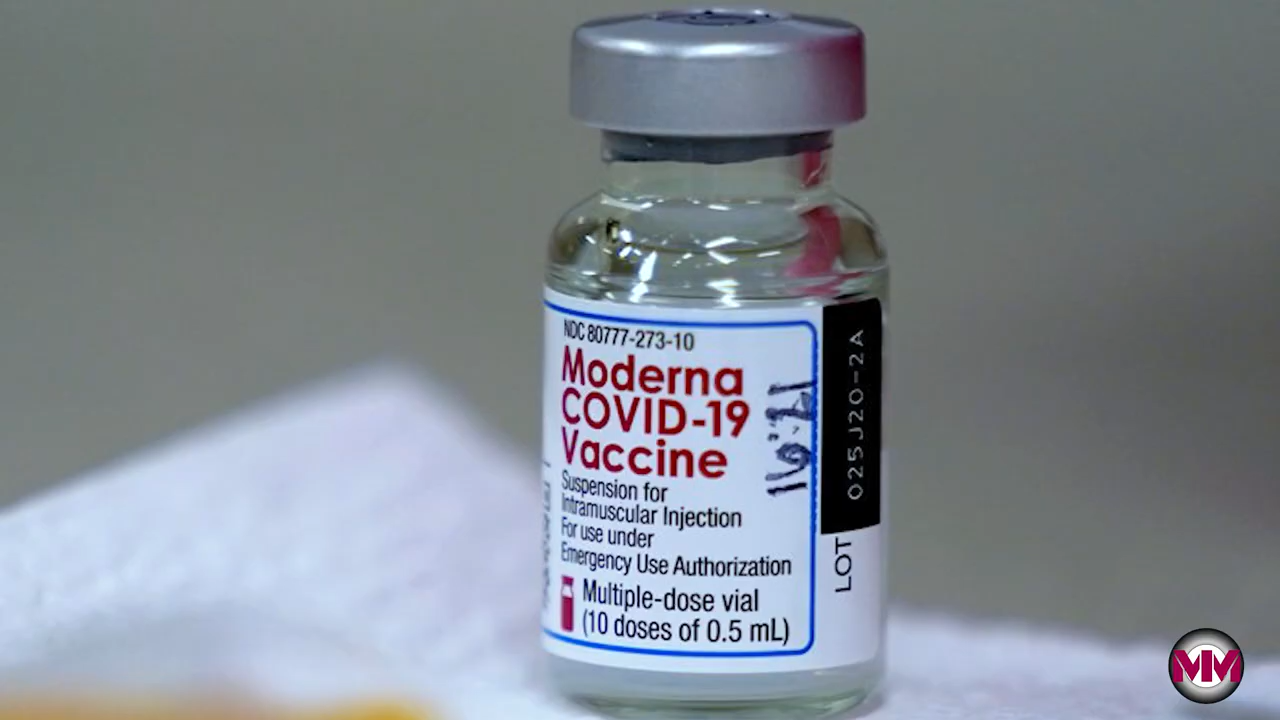 NDC 80777-273-10
Moderna
COVID-19
Vaccine
Suspension for
Intramuscular Injection
For use under
Emergency Use Authorization
Multiple-dose vial
(10 doses of 0.5 mL)
LOT 025J20-2A
MM